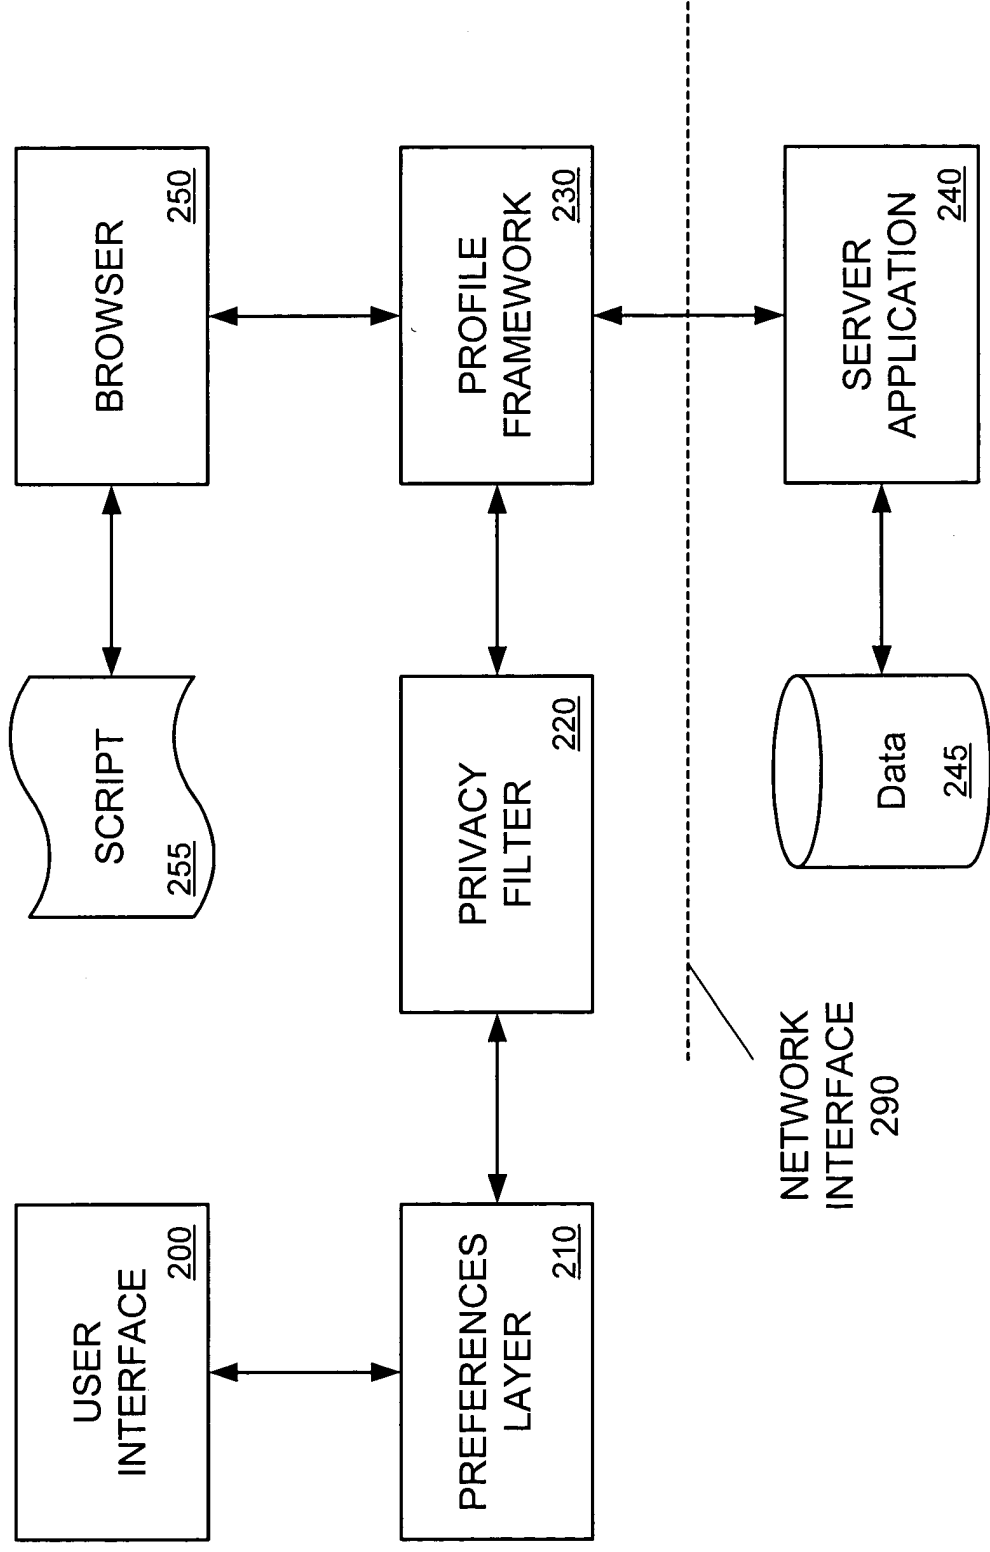 USER
INTERFACE
200
SCRIPT
255
BROWSER
250
PREFERENCES
LAYER
210
PRIVACY
FILTER
220
PROFILE
FRAMEWORK
230
NETWORK
INTERFACE
290
Data
245
SERVER
APPLICATION
240